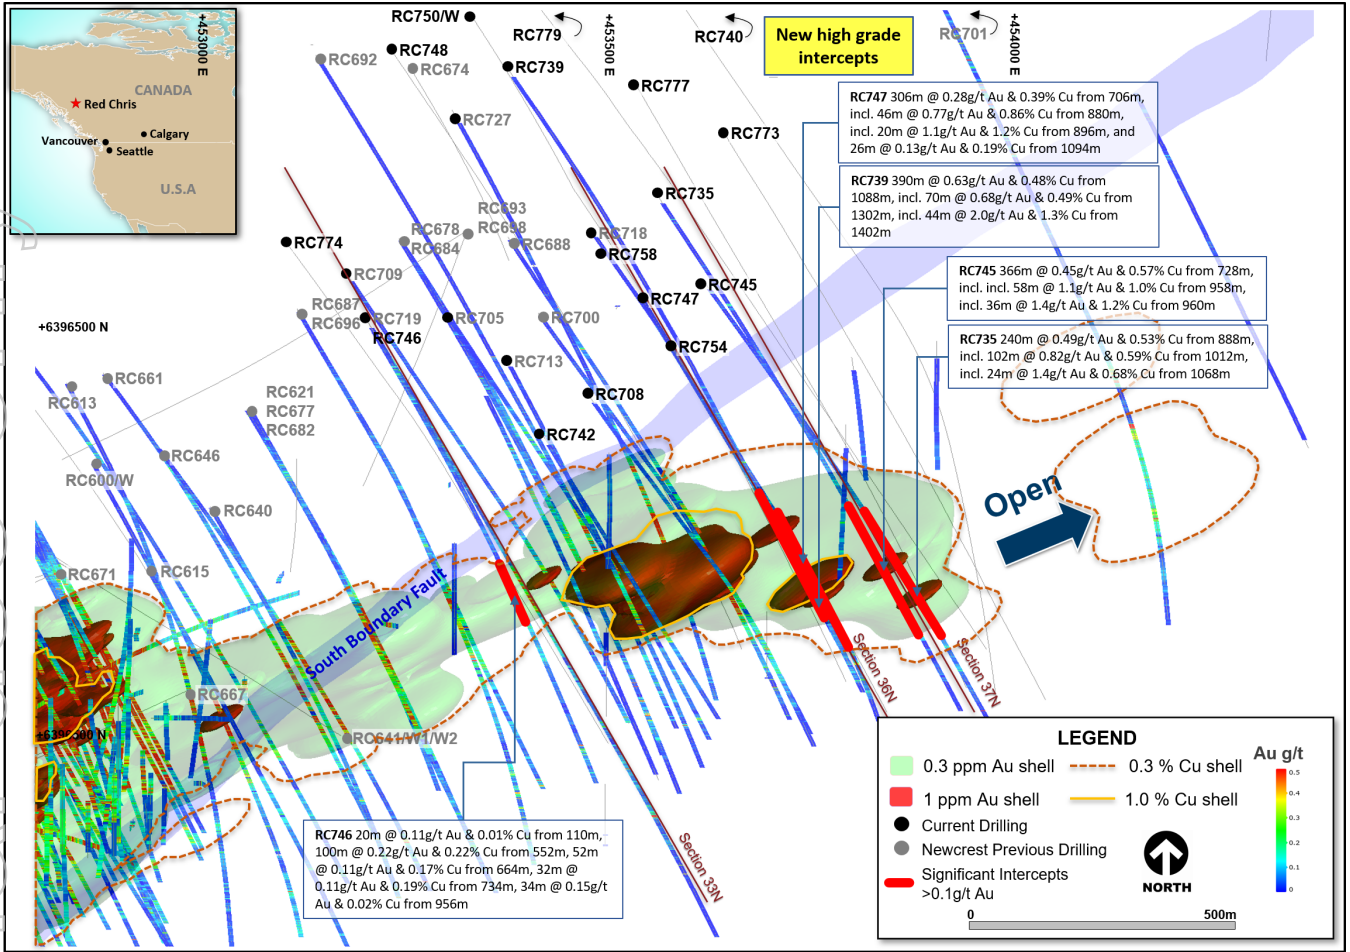 RC750/W
RC779
+453500 E
RC740
New high grade
intercepts
RC701
+454000 E
+453000 E
CANADA
Red Chris
Calgary
Vancouver
Seattle
U.S.A
RC692
RC748
RC674
RC739
RC777
RC727
RC773
RC747 306m @ 0.28g/t Au & 0.39% Cu from 706m,
incl. 46m @ 0.77g/t Au & 0.86% Cu from 880m,
incl. 20m @ 1.1g/t Au & 1.2% Cu from 896m, and
26m @ 0.13g/t Au & 0.19% Cu from 1094m
RC739 390m @ 0.63g/t Au & 0.48% Cu from
1088m, incl. 70m @ 0.68g/t Au & 0.49% Cu from
1302m, incl. 44m @ 2.0g/t Au & 1.3% Cu from
1402m
RC745 366m @ 0.45g/t Au & 0.57% Cu from 728m,
incl. incl. 58m @ 1.1g/t Au & 1.0% Cu from 958m,
incl. 36m @ 1.4g/t Au & 1.2% Cu from 960m
RC735 240m @ 0.49g/t Au & 0.53% Cu from 888m,
incl. 102m @ 0.82g/t Au & 0.59% Cu from 1012m,
incl. 24m @ 1.4g/t Au & 0.68% Cu from 1068m
RC735
RC693
RC698
RC678
RC684
RC688
RC718
RC758
RC774
RC709
RC745
RC747
RC687
RC696
RC719
RC746
RC705
RC700
+6396500 N
RC754
RC713
RC661
RC613
RC621
RC677
RC682
RC708
RC742
RC646
RC600/W
RC640
Open
RC671
RC615
South Boundary Fault
RC667
+6396300 N
RC641/W1/W2
Section 36N
Section 37N
Section 33N
RC746 20m @ 0.11g/t Au & 0.01% Cu from 110m,
100m @ 0.22g/t Au & 0.22% Cu from 552m, 52m
@ 0.11g/t Au & 0.17% Cu from 664m, 32m @
0.11g/t Au & 0.19% Cu from 734m, 34m @ 0.15g/t
Au & 0.02% Cu from 956m
LEGEND
0.3 ppm Au shell
0.3 % Cu shell
1 ppm Au shell
1.0 % Cu shell
Current Drilling
Newcrest Previous Drilling
Significant Intercepts
>0.1g/t Au
NORTH
Au g/t
0.5
0.4
0.3
0.2
0.1
0
0
500m